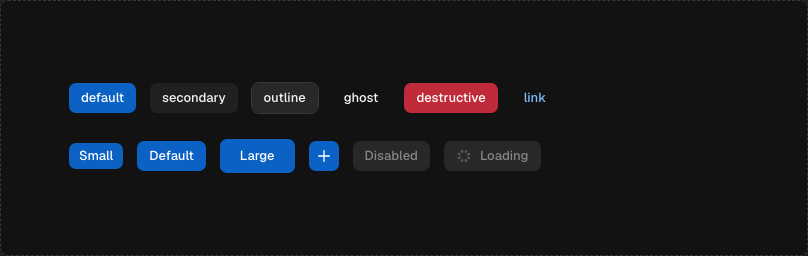 default secondary outline ghost destructive link
Small Default Large + Disabled Loading